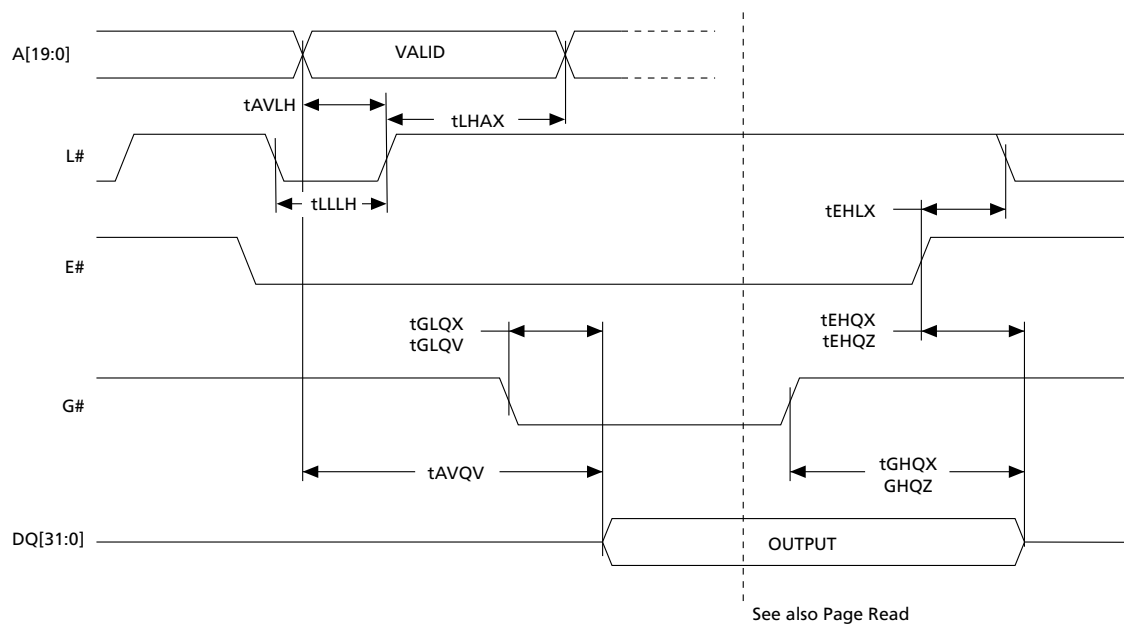 A[19:0]
VALID
tAVLH
tLHAX
L#
tLLLH
tEHLX
E#
tGLQX
tGLQV
tEHQX
tEHQZ
G#
tAVQV
tGHQX
GHQZ
DQ[31:0]
OUTPUT
See also Page Read